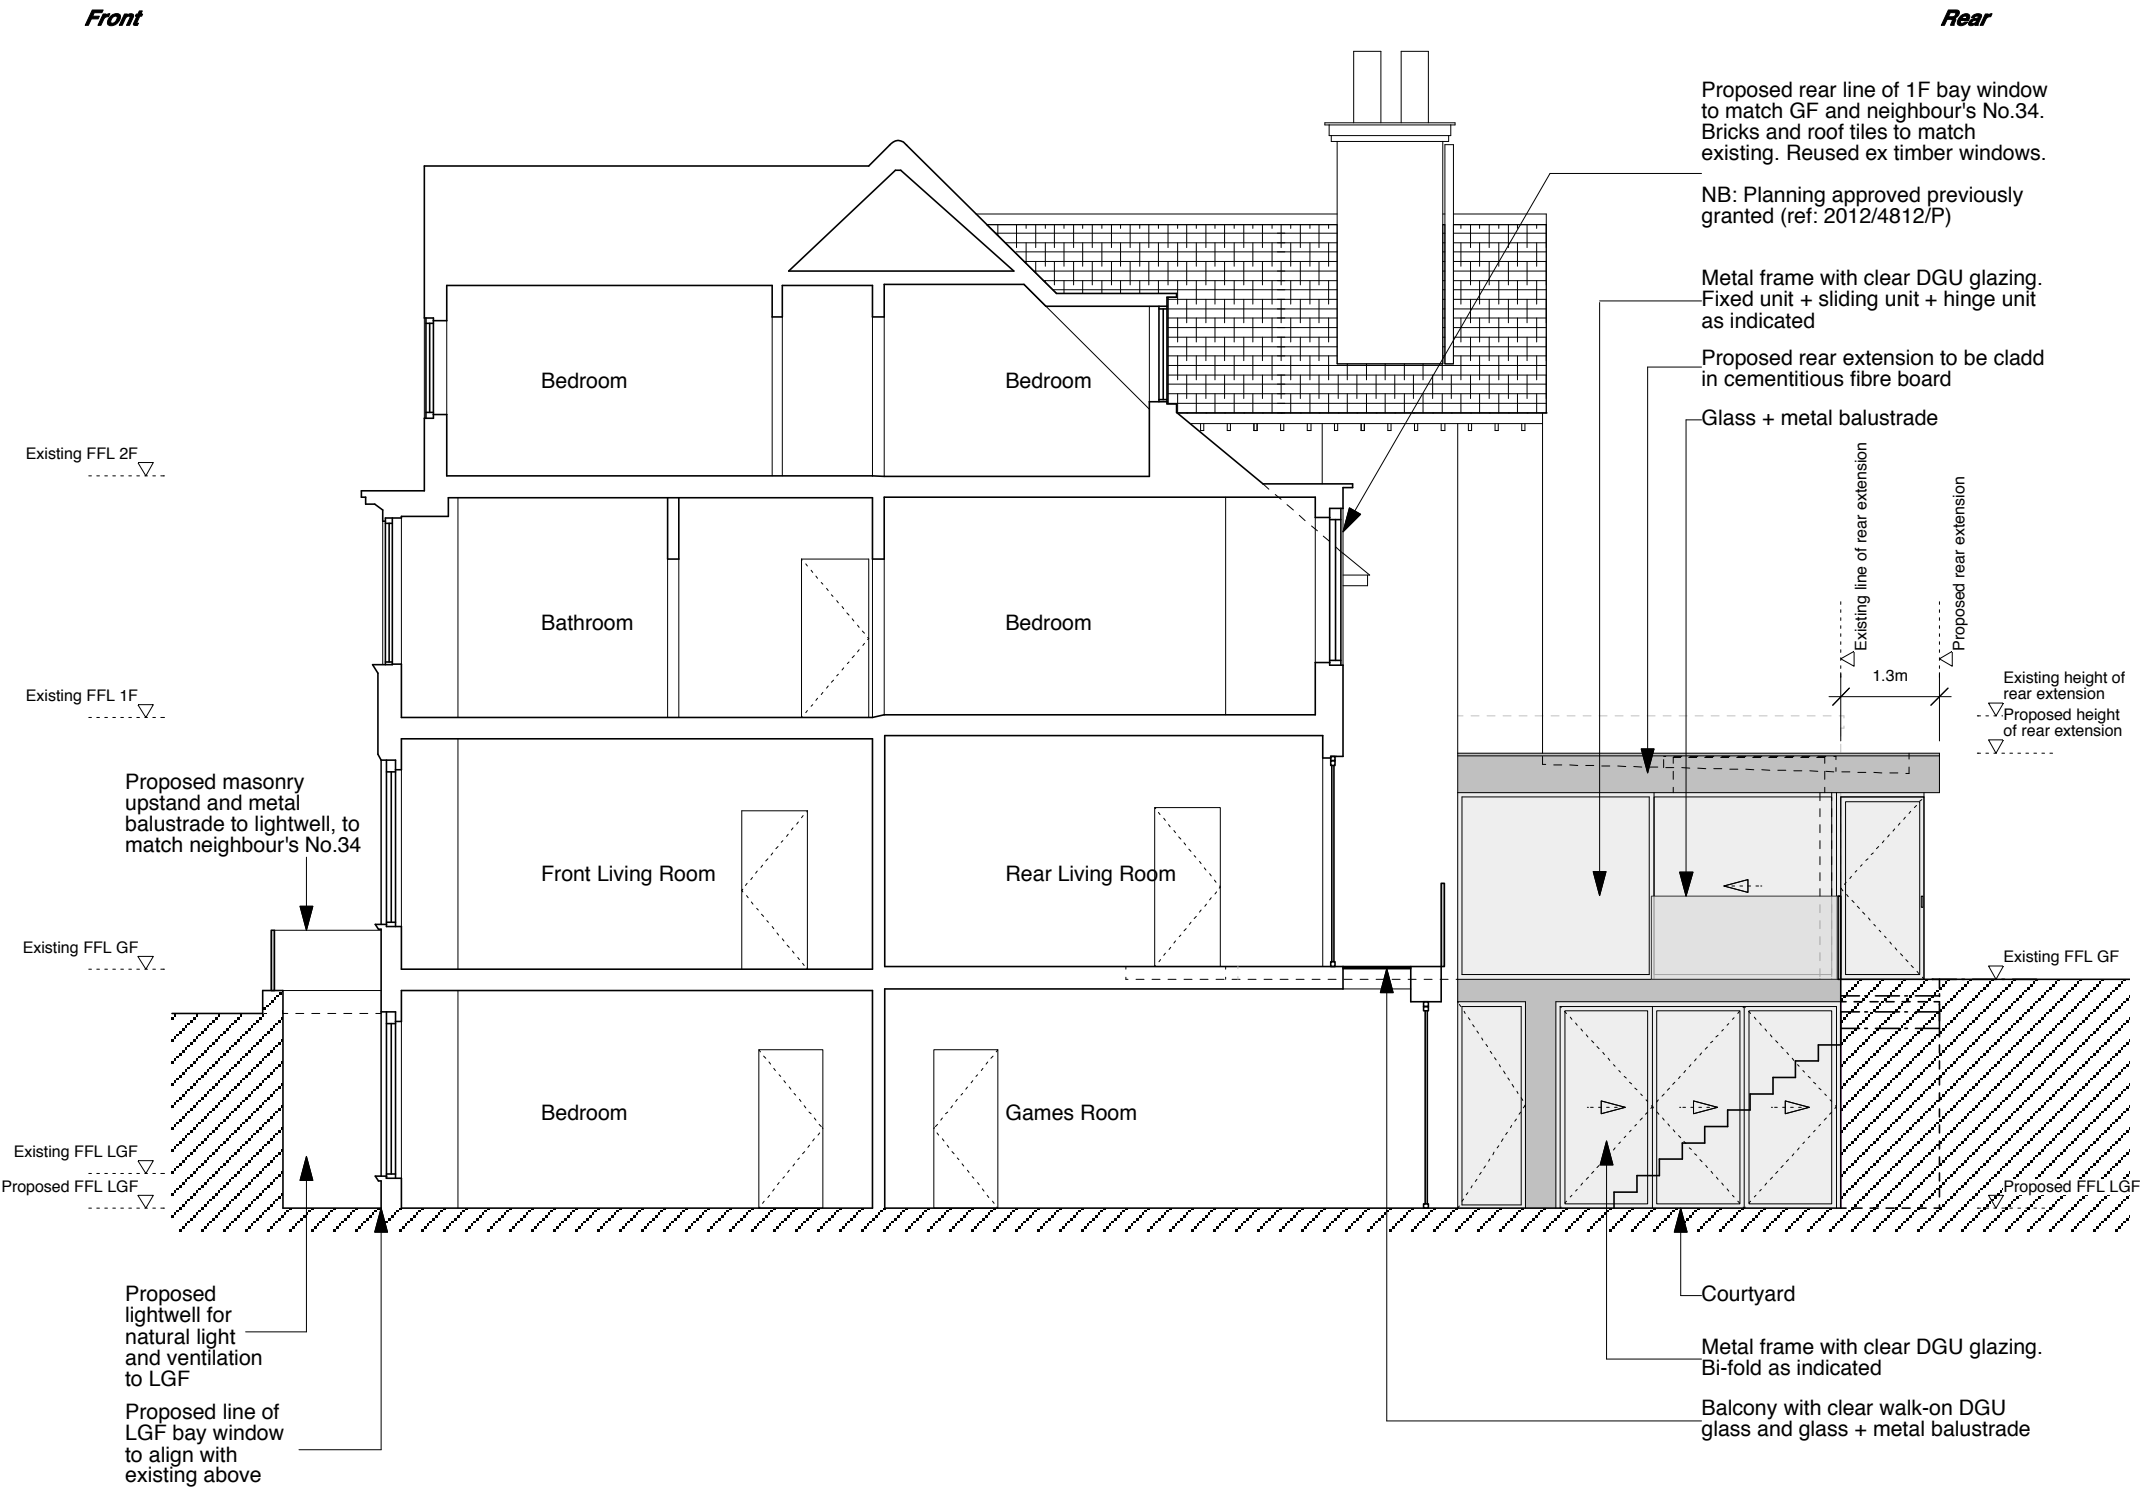 Front
Rear
Proposed rear line of 1F bay window
to match GF and neighbour's No.34.
Bricks and roof tiles to match
existing. Reused ex timber windows.
NB: Planning approved previously
granted (ref: 2012/4812/P)
Metal frame with clear DGU glazing.
Fixed unit + sliding unit + hinge unit
as indicated
Proposed rear extension to be cladd
in cementitious fibre board
Glass + metal balustrade
Bedroom
Bedroom
Existing FFL 2F
Existing line of rear extension
Proposed rear extension
Bathroom
Bedroom
1.3m
Existing height of
rear extension
Proposed height
of rear extension
Existing FFL 1F
Proposed masonry
upstand and metal
balustrade to lightwell, to
match neighbour's No.34
Front Living Room
Rear Living Room
Existing FFL GF
Existing FFL GF
Bedroom
Games Room
Existing FFL LGF
Proposed FFL LGF
Proposed FFL LGF
Proposed
lightwell for
natural light
and ventilation
to LGF
Proposed line of
LGF bay window
to align with
existing above
Courtyard
Metal frame with clear DGU glazing.
Bi-fold as indicated
Balcony with clear walk-on DGU
glass and glass + metal balustrade